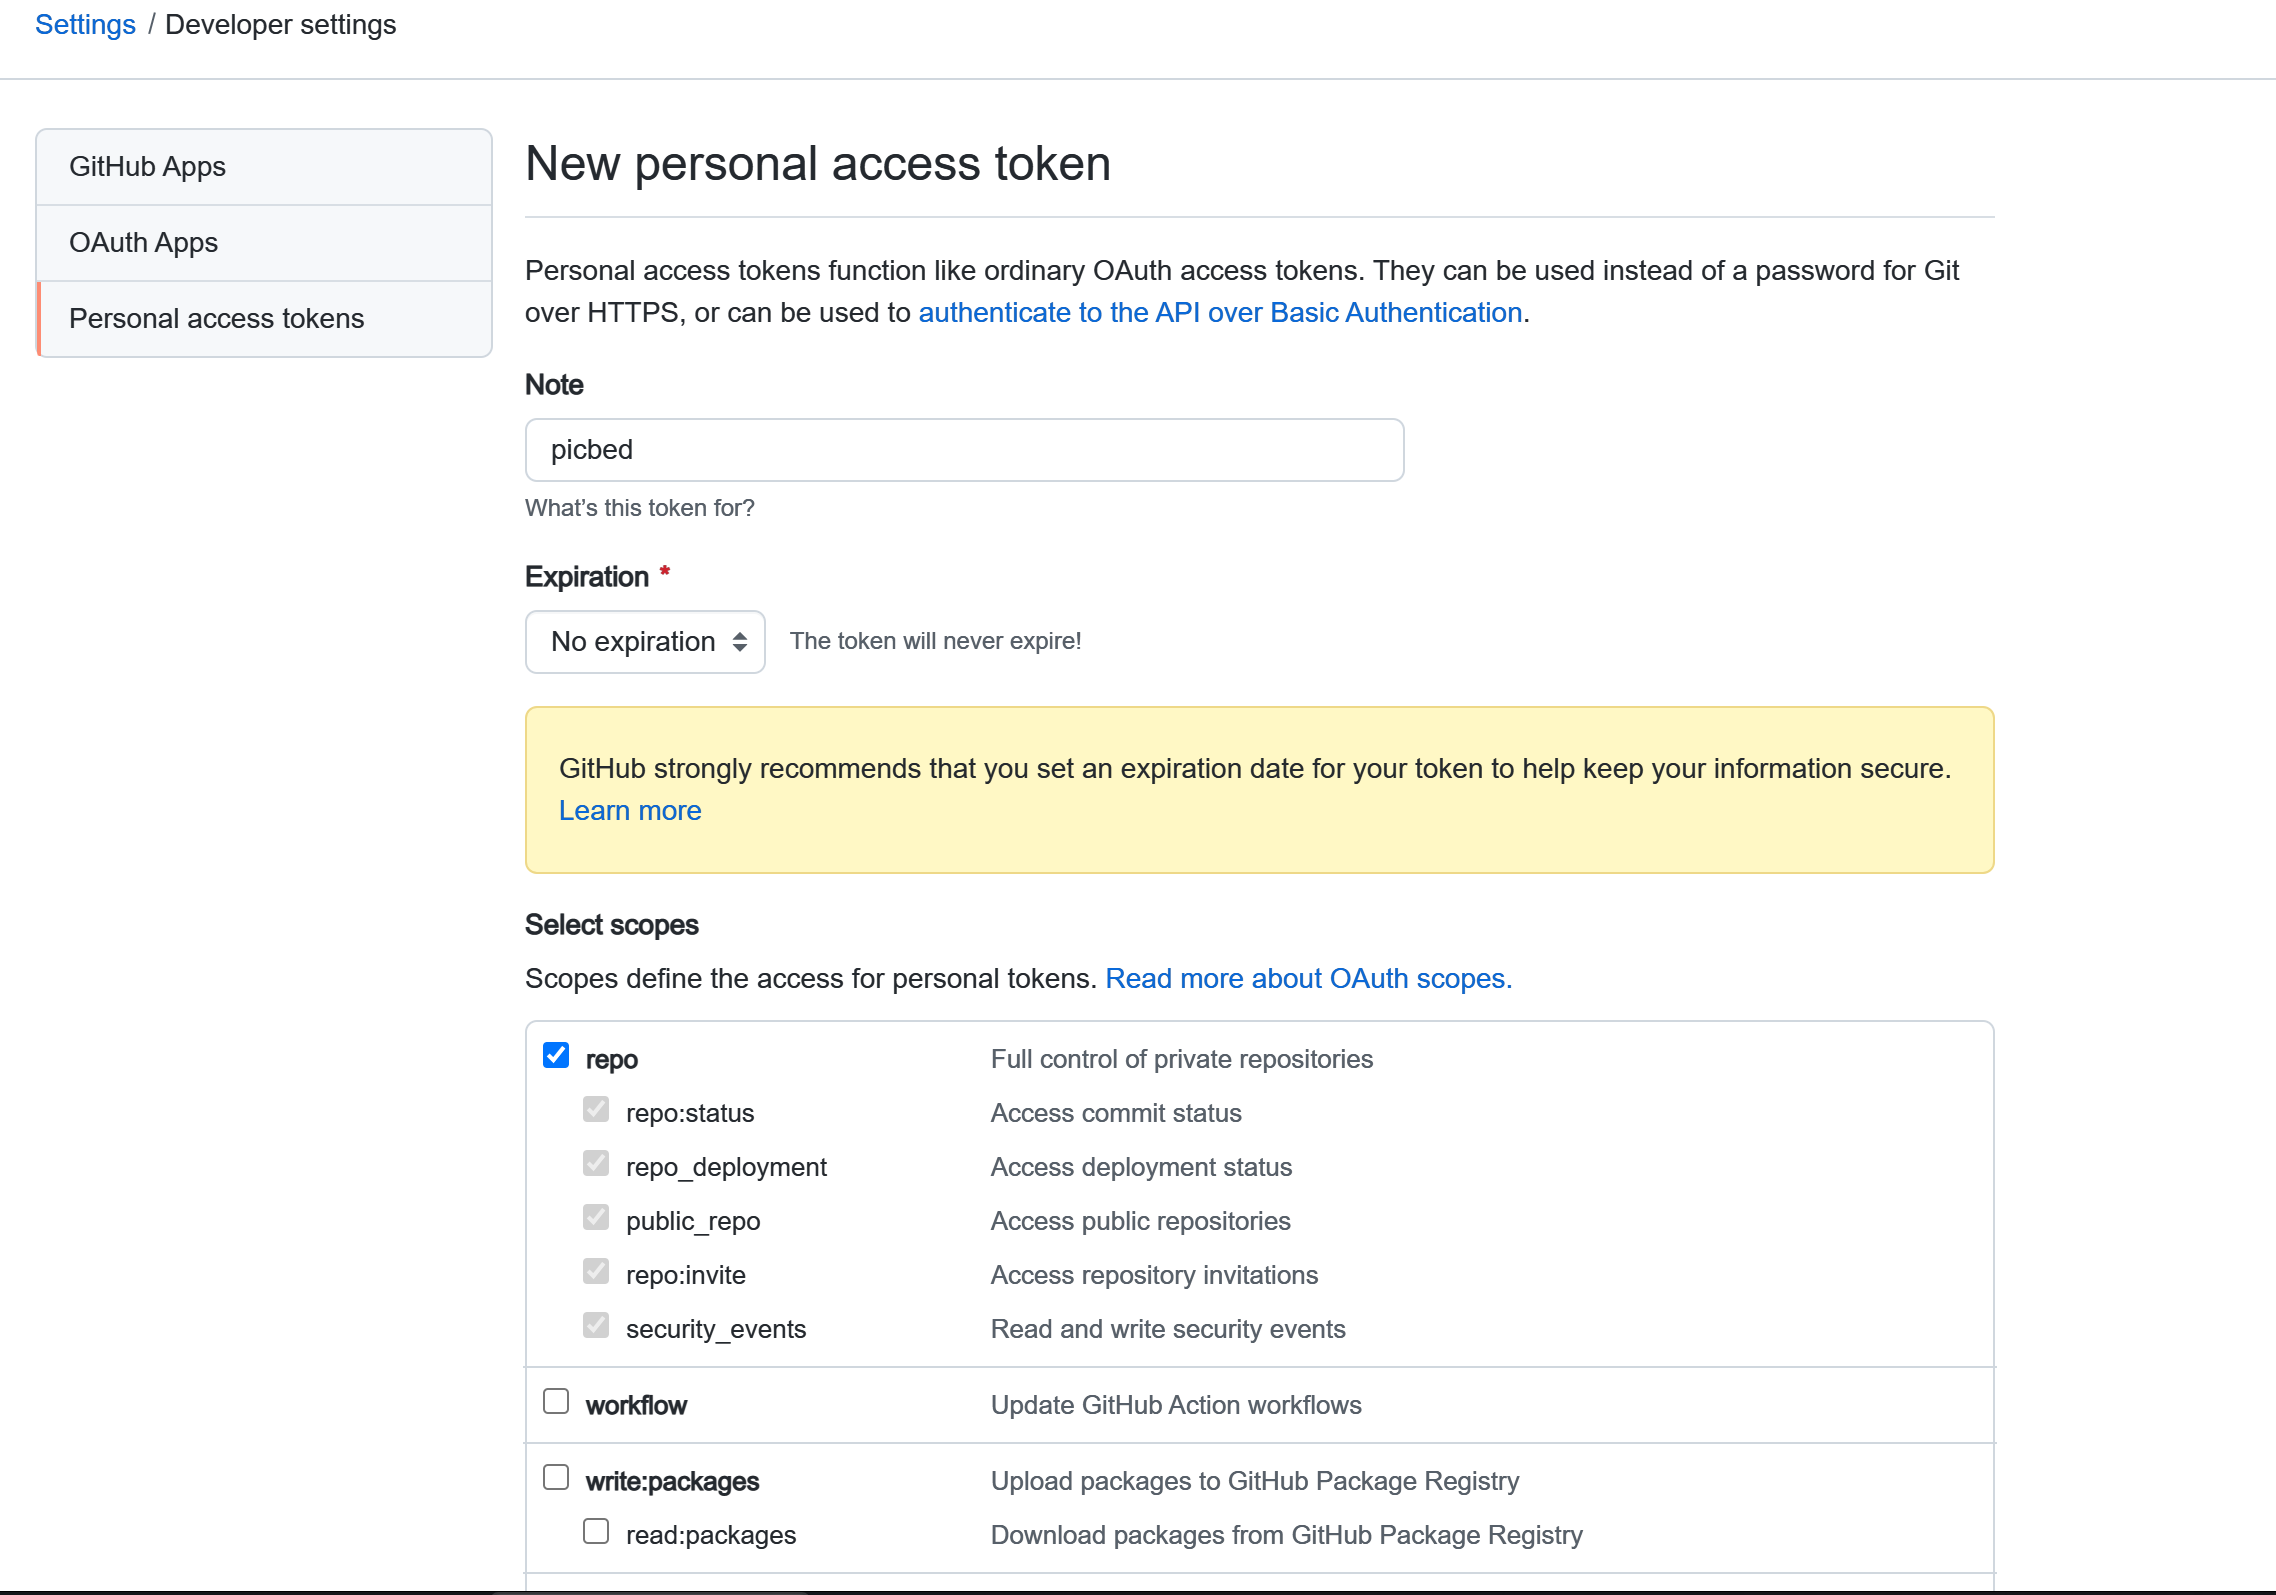 Settings / Developer settings
GitHub Apps
OAuth Apps
Personal access tokens
New personal access token
Personal access tokens function like ordinary OAuth access tokens. They can be used instead of a password for Git
over HTTPS, or can be used to authenticate to the API over Basic Authentication.
Note
picbed
What's this token for?
Expiration *
No expiration The token will never expire!
GitHub strongly recommends that you set an expiration date for your token to help keep your information secure.
Learn more
Select scopes
Scopes define the access for personal tokens. Read more about OAuth scopes.
repo Full control of private repositories
repo:status Access commit status
repo_deployment Access deployment status
public_repo Access public repositories
repo:invite Access repository invitations
security_events Read and write security events
workflow Update GitHub Action workflows
write:packages Upload packages to GitHub Package Registry
read:packages Download packages from GitHub Package Registry